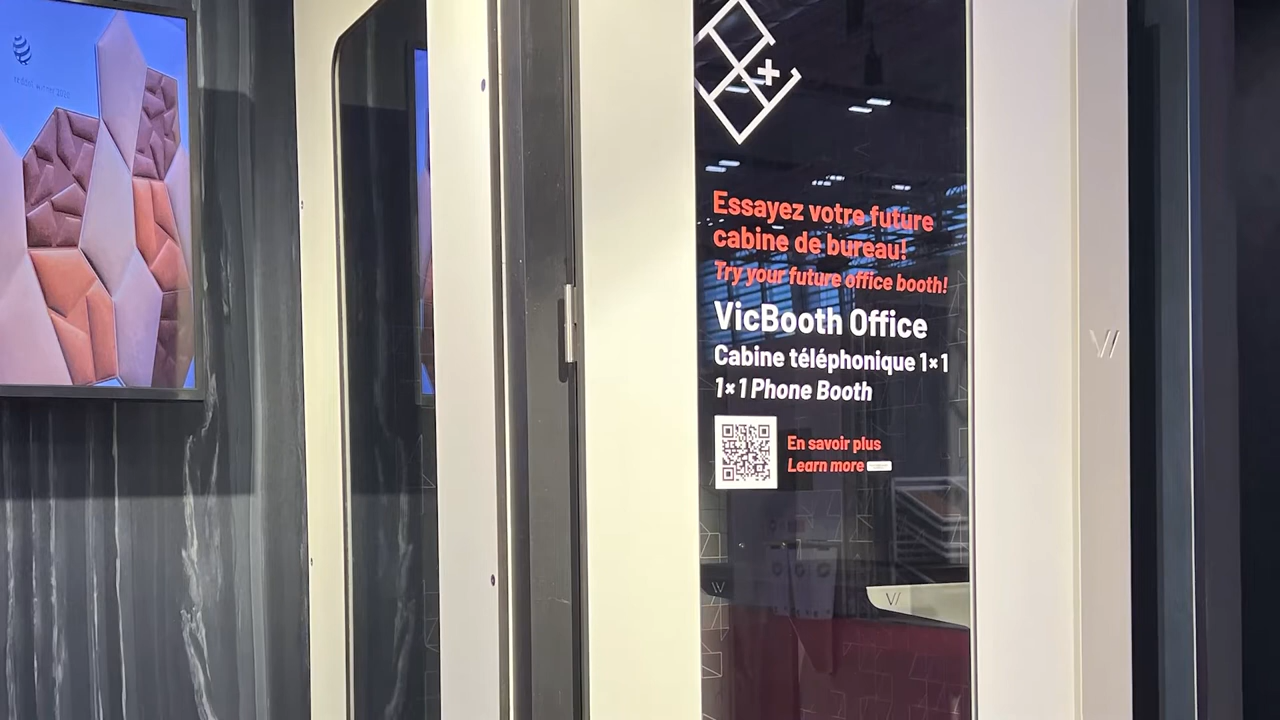 Essayez votre future
cabine de bureau!
Try your future office booth!
VicBooth Office
Cabine téléphonique 1×1
1×1 Phone Booth
En savoir plus
Learn more